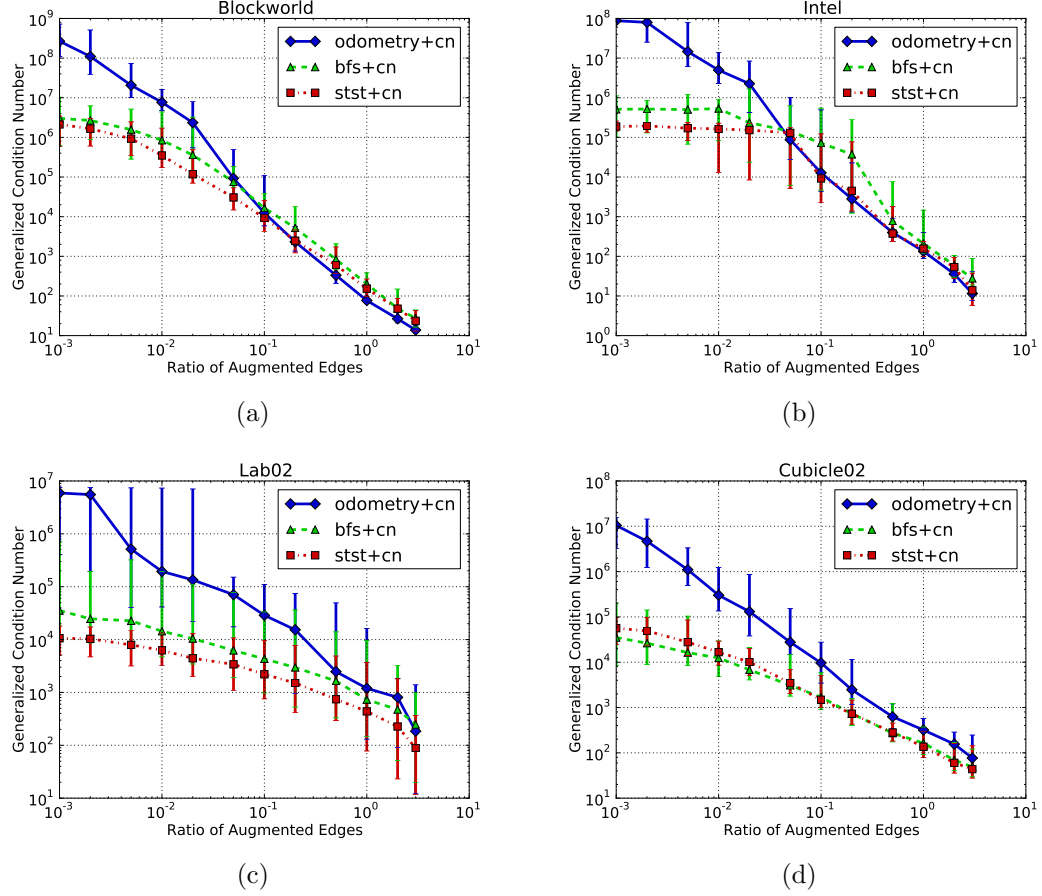 Blockworld
Generalized Condition Number
10^9
10^8
10^7
10^6
10^5
10^4
10^3
10^2
10^1
odometry+cn
bfs+cn
stst+cn
10^-3 10^-2 10^-1 10^0 10^1
Ratio of Augmented Edges
(a)
Intel
Generalized Condition Number
10^8
10^7
10^6
10^5
10^4
10^3
10^2
10^1
10^0
odometry+cn
bfs+cn
stst+cn
10^-3 10^-2 10^-1 10^0 10^1
Ratio of Augmented Edges
(b)
Lab02
Generalized Condition Number
10^7
10^6
10^5
10^4
10^3
10^2
10^1
odometry+cn
bfs+cn
stst+cn
10^-3 10^-2 10^-1 10^0 10^1
Ratio of Augmented Edges
(c)
Cubicle02
Generalized Condition Number
10^8
10^7
10^6
10^5
10^4
10^3
10^2
10^1
odometry+cn
bfs+cn
stst+cn
10^-3 10^-2 10^-1 10^0 10^1
Ratio of Augmented Edges
(d)